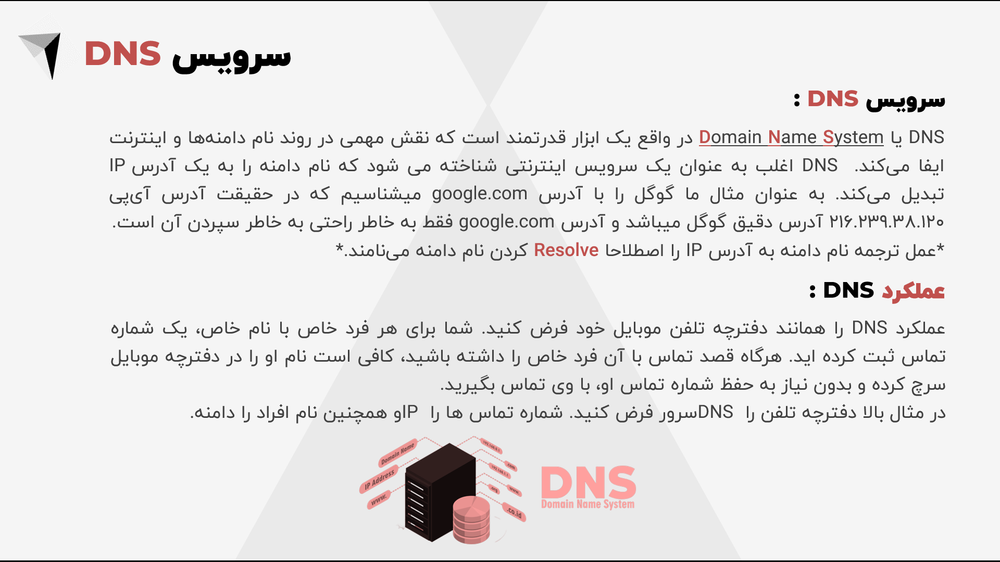 سرویس DNS
سرویس DNS :
DNS یا Domain Name System در واقع یک ابزار قدرتمند است که نقش مهمی در روند نام دامنه‌ها و اینترنت
ایفا می‌کند. DNS اغلب به عنوان یک سرویس اینترنتی شناخته می شود که نام دامنه را به یک آدرس IP
تبدیل می‌کند. به عنوان مثال ما گوگل را با آدرس google.com میشناسیم که در حقیقت آدرس آی‌پی
۲۱۶.۲۳۹.۳۸.۱۲۰ آدرس دقیق گوگل میباشد و آدرس google.com فقط به خاطر راحتی به خاطر سپردن آن است.
*عمل ترجمه نام دامنه به آدرس IP را اصطلاحا Resolve کردن نام دامنه می‌نامند.*
عملکرد DNS :
عملکرد DNS را همانند دفترچه تلفن موبایل خود فرض کنید. شما برای هر فرد خاص با نام خاص، یک شماره
تماس ثبت کرده اید. هرگاه قصد تماس با آن فرد خاص را داشته باشید، کافی است نام او را در دفترچه موبایل
سرچ کرده و بدون نیاز به حفظ شماره تماس او، با وی تماس بگیرید.
در مثال بالا دفترچه تلفن را DNSسرور فرض کنید. شماره تماس ها را IPو همچنین نام افراد را دامنه.
Domain Name
IP Address
www.
192.168.0.1
.com
192.168.1.1
.org
www.
.co.id
DNS
Domain Name System